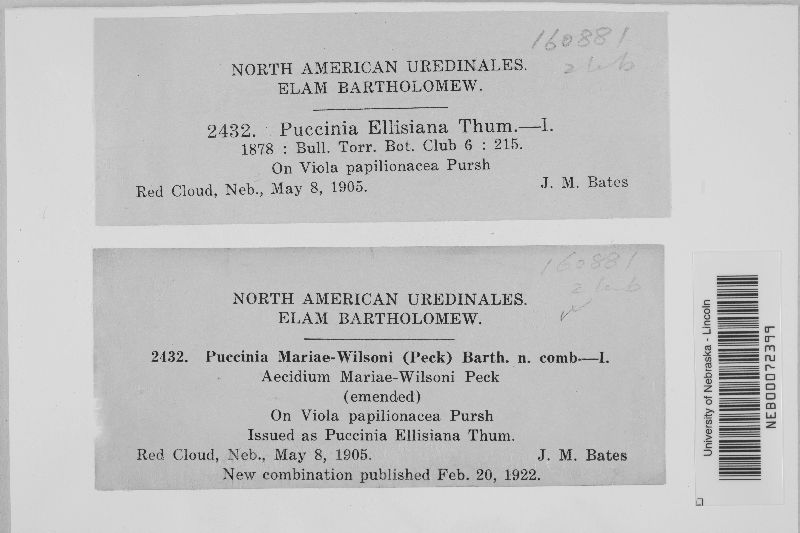 160881
NORTH AMERICAN UREDINALES.
ELAM BARTHOLOMEW.
2432. Puccinia Ellisiana Thum.—I.
1878 : Bull. Torr. Bot. Club 6 : 215.
On Viola papilionacea Pursh
Red Cloud, Neb., May 8, 1905. J. M. Bates
160881
NORTH AMERICAN UREDINALES.
ELAM BARTHOLOMEW.
2432. Puccinia Mariae-Wilsoni (Peck) Barth. n. comb—I.
Aecidium Mariae-Wilsoni Peck
(emended)
On Viola papilionacea Pursh
Issued as Puccinia Ellisiana Thum.
Red Cloud, Neb., May 8, 1905. J. M. Bates
New combination published Feb. 20, 1922.
University of Nebraska - Lincoln
NEB00072399